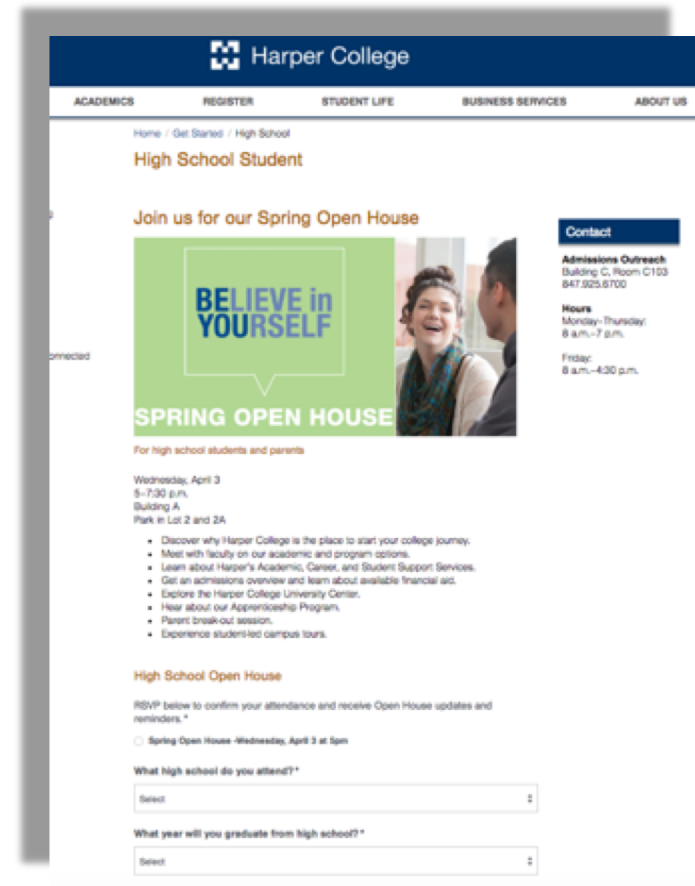 Harper College
ACADEMICS REGISTER STUDENT LIFE BUSINESS SERVICES ABOUT US
Home / Get Started / High School
High School Student
Join us for our Spring Open House
BELIEVE in
YOURSELF
SPRING OPEN HOUSE
For high school students and parents
Wednesday, April 3
5–7:30 p.m.
Building A
Park in Lot 2 and 2A
• Discover why Harper College is the place to start your college journey.
• Meet with faculty on our academic and program options.
• Learn about Harper's Academic, Career, and Student Support Services.
• Get an admissions overview and learn about available financial aid.
• Explore the Harper College University Center.
• Hear about our Apprenticeship Program.
• Parent break-out session.
• Experience student-led campus tours.
High School Open House
RSVP below to confirm your attendance and receive Open House updates and
reminders. *
Spring Open House -Wednesday, April 3 at 5pm
What high school do you attend? *
Select
What year will you graduate from high school? *
Select
Contact
Admissions Outreach
Building C, Room C103
847.925.6700
Hours
Monday–Thursday:
8 a.m.–7 p.m.
Friday:
8 a.m.–4:30 p.m.